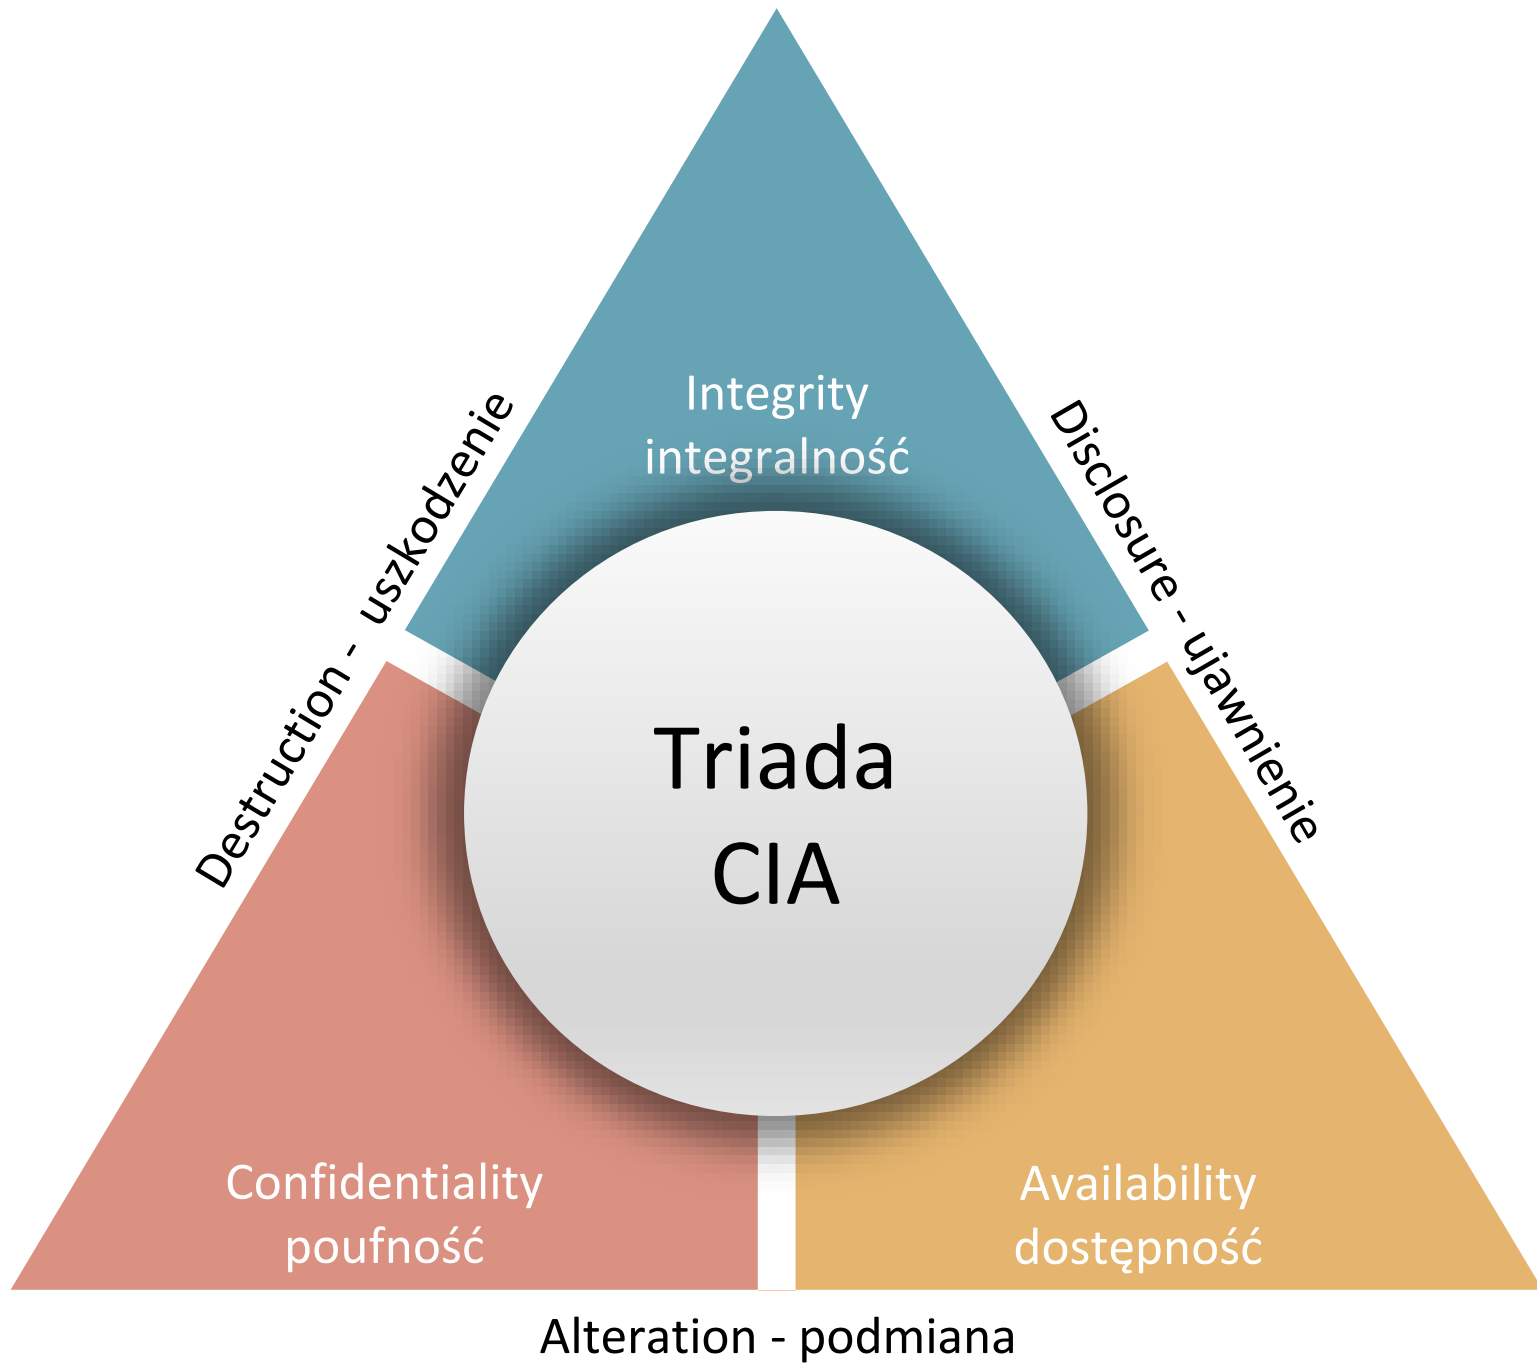 Integrity
integralność
Destruction - uszkodzenie
Disclosure - ujawnienie
Triada
CIA
Confidentiality
poufność
Availability
dostępność
Alteration - podmiana